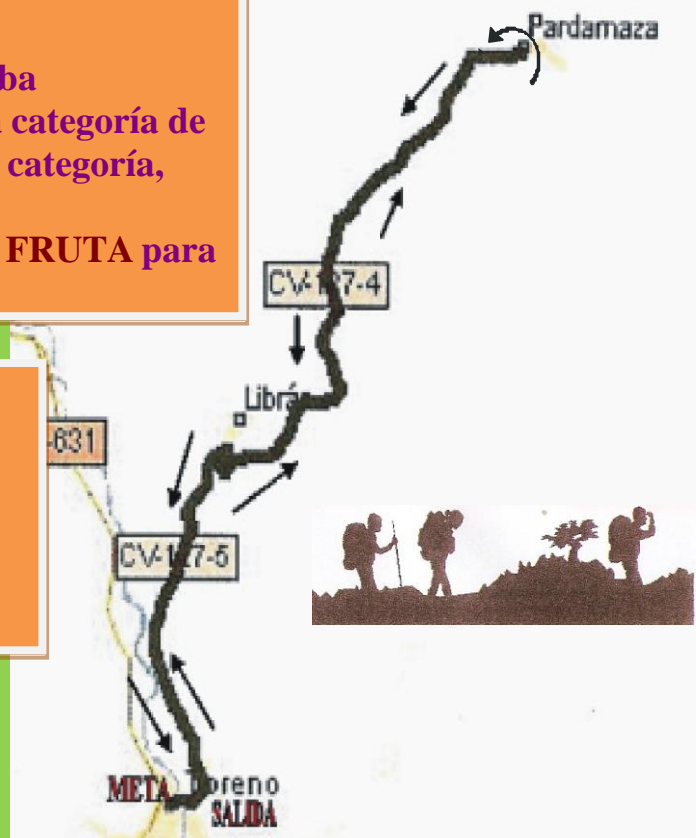 ba
categoría de
categoría,
FRUTA para
Pardamaza
CV-127-4
Librán
-631
CV-127-5
META
Toreno
SALIDA